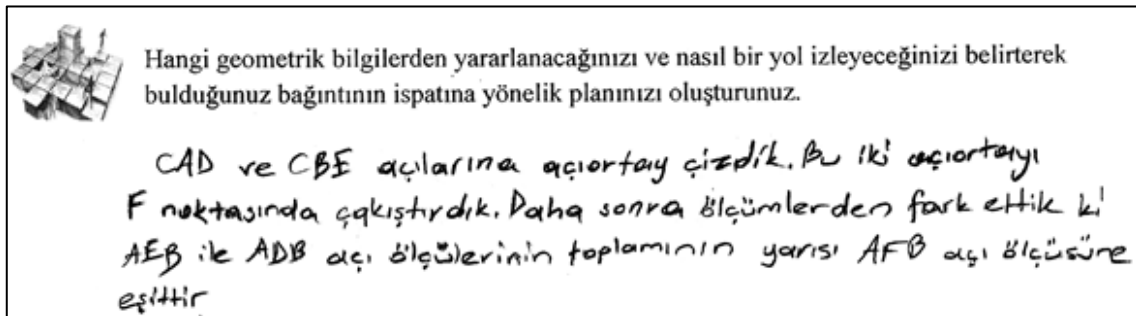 Hangi geometrik bilgilerden yararlanacağınızı ve nasıl bir yol izleyeceğinizi belirterek
bulduğunuz bağıntının ispatına yönelik planınızı oluşturunuz.
CAD ve CBE açılarına açıortay çizdik. Bu iki açıortayı
F noktasında çakıştırdık. Daha sonra ölçümlerden fark ettik ki
AEB ile ADB açı ölçülerinin toplamının yarısı AFB açı ölçüsüne
eşittir.